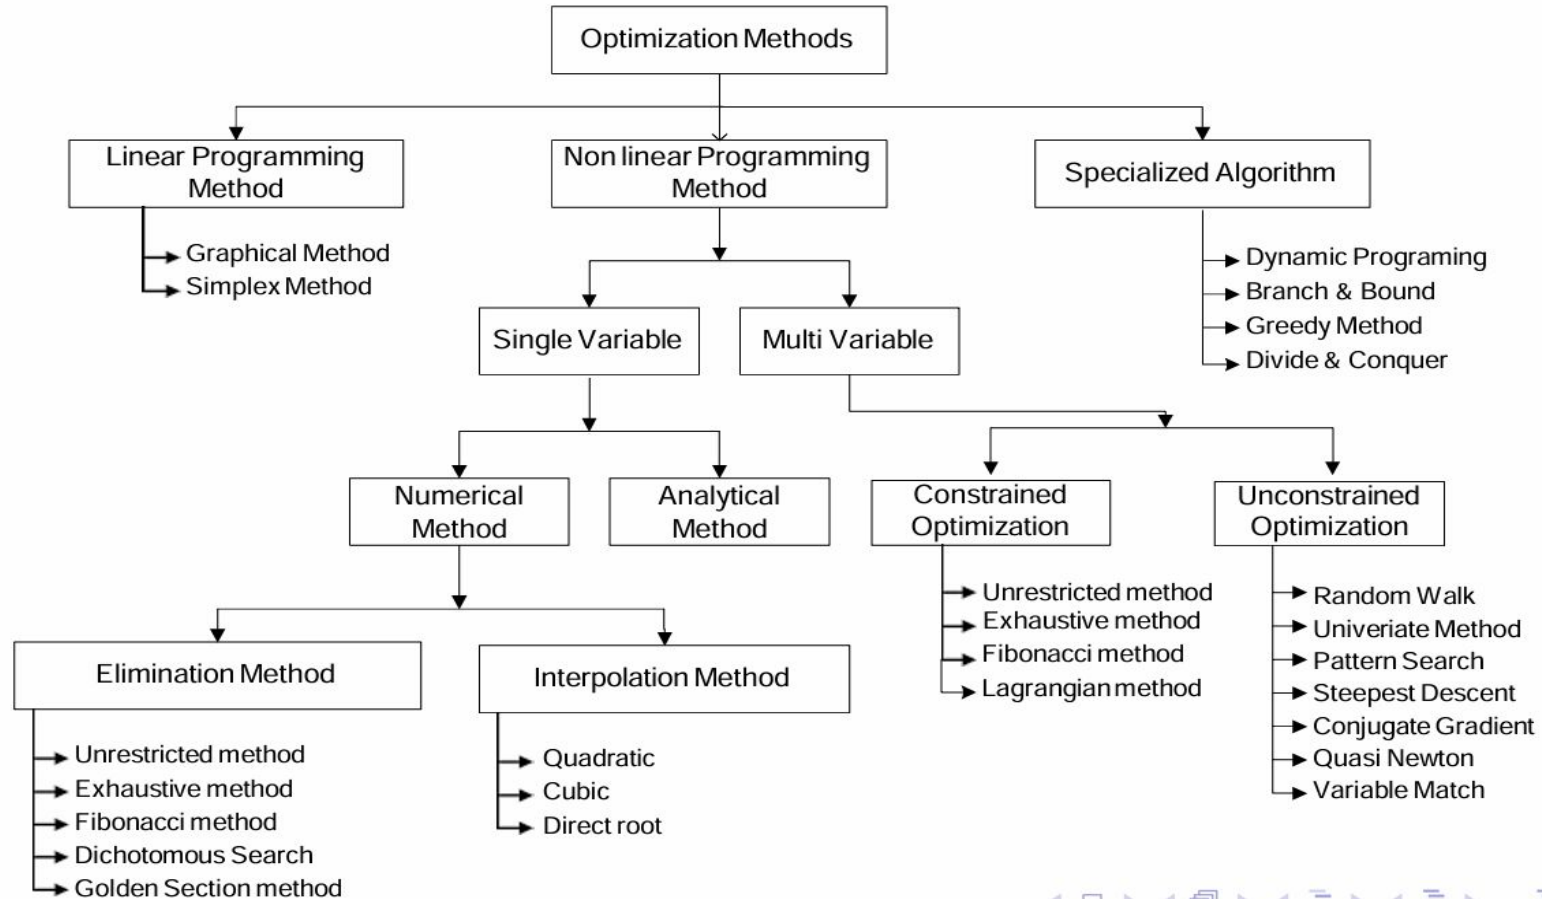 Optimization Methods
Linear Programming
Method
Non linear Programming
Method
Specialized Algorithm
Graphical Method
Simplex Method
Dynamic Programing
Branch & Bound
Greedy Method
Divide & Conquer
Single Variable
Multi Variable
Numerical
Method
Analytical
Method
Constrained
Optimization
Unconstrained
Optimization
Unrestricted method
Exhaustive method
Fibonacci method
Lagrangian method
Random Walk
Univeriate Method
Pattern Search
Steepest Descent
Conjugate Gradient
Quasi Newton
Variable Match
Elimination Method
Interpolation Method
Unrestricted method
Exhaustive method
Fibonacci method
Dichotomous Search
Golden Section method
Quadratic
Cubic
Direct root